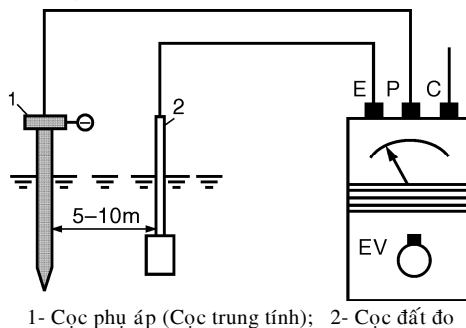 1
2
E P C
5–10m
EV
1- Cọc phụ áp (Cọc trung tính); 2- Cọc đất đo